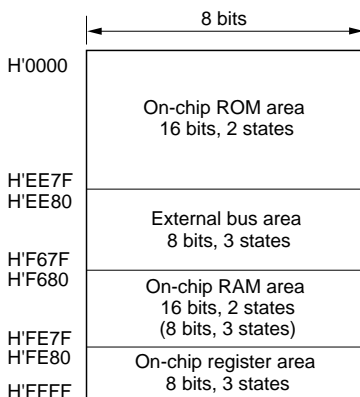 8 bits
H'0000
On-chip ROM area
16 bits, 2 states
H'EE7F
H'EE80
External bus area
8 bits, 3 states
H'F67F
H'F680
On-chip RAM area
16 bits, 2 states
(8 bits, 3 states)
H'FE7F
H'FE80
On-chip register area
8 bits, 3 states
H'FFFF